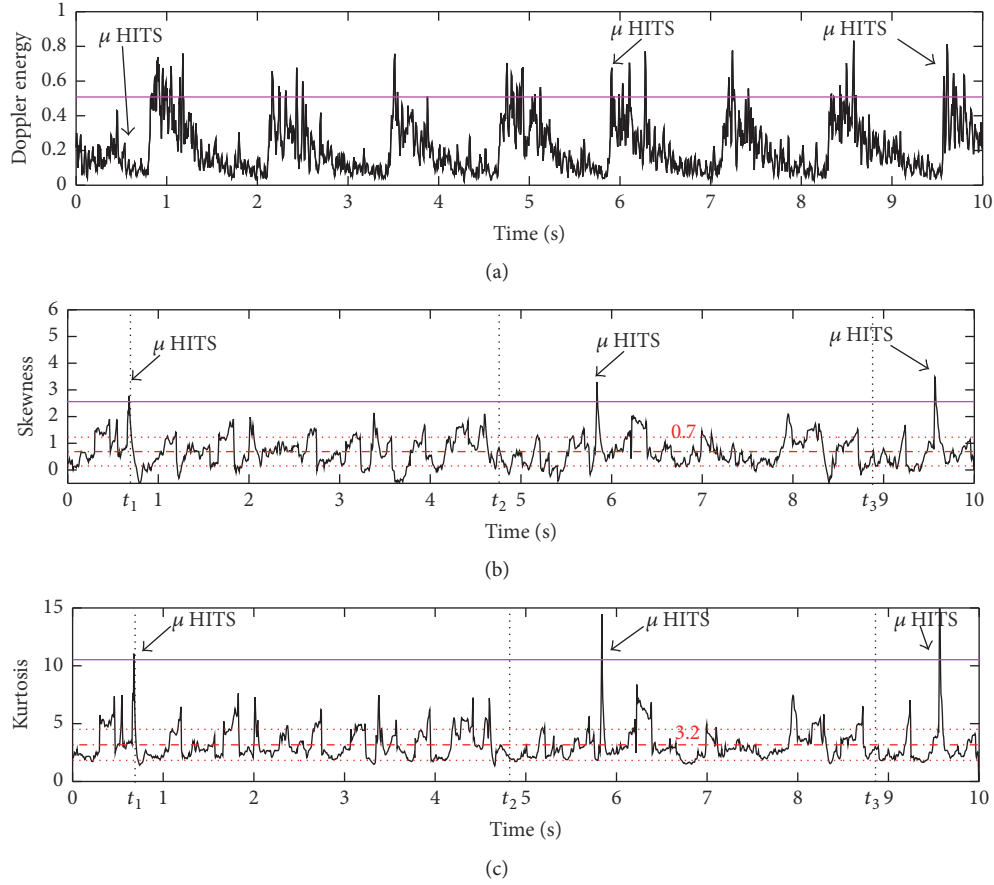 1
0.8
0.6
0.4
0.2
0
Doppler energy
μ HITS
μ HITS
μ HITS
0 1 2 3 4 5 6 7 8 9 10
Time (s)
(a)
6
5
4
3
2
1
0
Skewness
μ HITS
μ HITS
μ HITS
0.7
0 t1 1 2 3 4 t2 5 6 7 8 t3 9 10
Time (s)
(b)
15
10
5
0
Kurtosis
μ HITS
μ HITS
μ HITS
3.2
0 t1 1 2 3 4 t2 5 6 7 8 t3 9 10
Time (s)
(c)